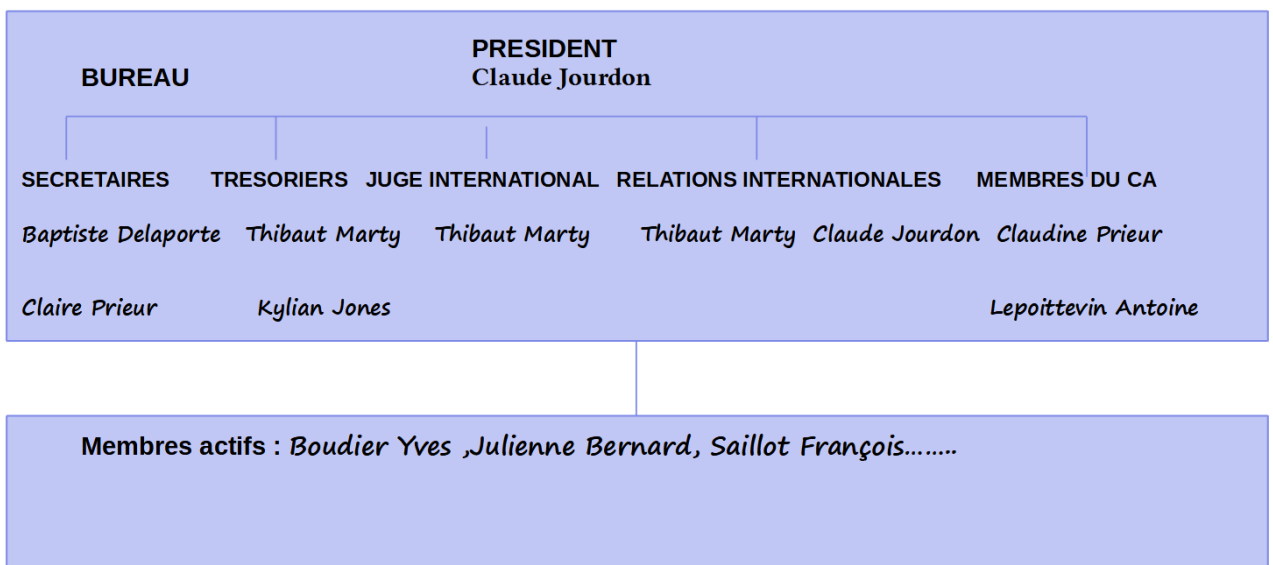 PRESIDENT
BUREAU Claude Jourdon
SECRETAIRES TRESORIERS JUGE INTERNATIONAL RELATIONS INTERNATIONALES MEMBRES DU CA
Baptiste Delaporte Thibaut Marty Thibaut Marty Thibaut Marty Claude Jourdon Claudine Prieur
Claire Prieur Kylian Jones Lepoittevin Antoine
Membres actifs : Boudier Yves ,Julienne Bernard, Saillot François........